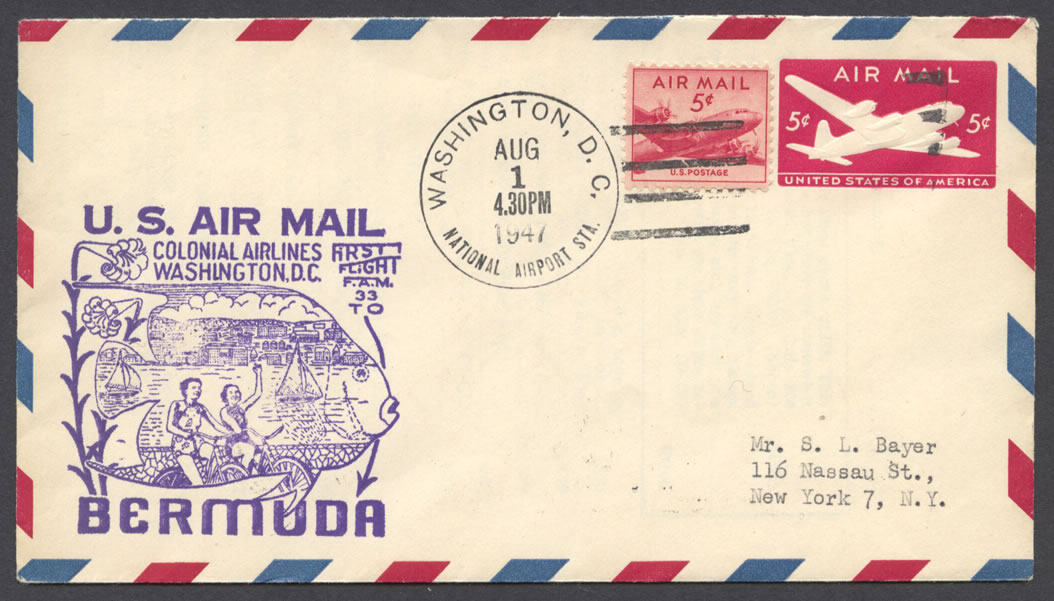 U. S. AIR MAIL
COLONIAL AIRLINES
WASHINGTON, D.C.
FIRST
FLIGHT
F.A.M.
33
TO
BERMUDA
WASHINGTON, D. C.
AUG
1
4.30PM
1947
NATIONAL AIRPORT STA.
AIR MAIL
5¢
U.S. POSTAGE
AIR MAIL
5¢ 5¢
UNITED STATES OF AMERICA
Mr. S. L. Bayer
116 Nassau St.,
New York 7, N.Y.